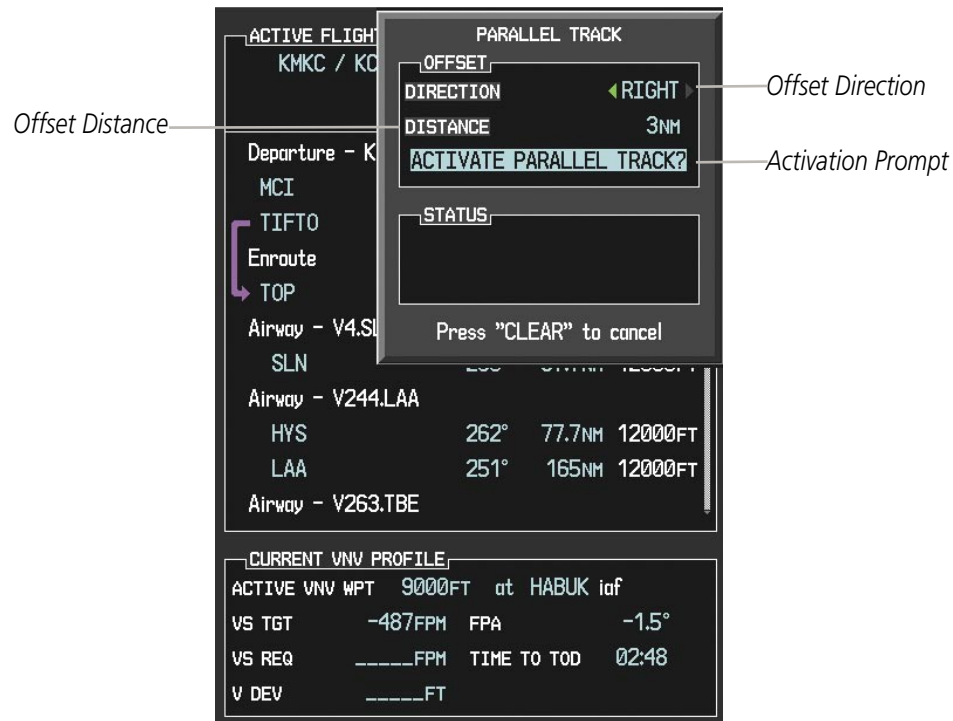 ACTIVE FLIGH
KMKC / KC
PARALLEL TRACK
OFFSET
DIRECTION RIGHT
DISTANCE 3NM
ACTIVATE PARALLEL TRACK?
STATUS
Press "CLEAR" to cancel
Offset Distance
Offset Direction
Activation Prompt
Departure - K
MCI
TIFTO
Enroute
TOP
Airway - V4.SL
SLN
Airway - V244.LAA
HYS 262° 77.7NM 12000FT
LAA 251° 165NM 12000FT
Airway - V263.TBE
CURRENT VNV PROFILE
ACTIVE VNV WPT 9000FT at HABUK iaf
VS TGT -487FPM FPA -1.5°
VS REQ _____FPM TIME TO TOD 02:48
V DEV _____FT